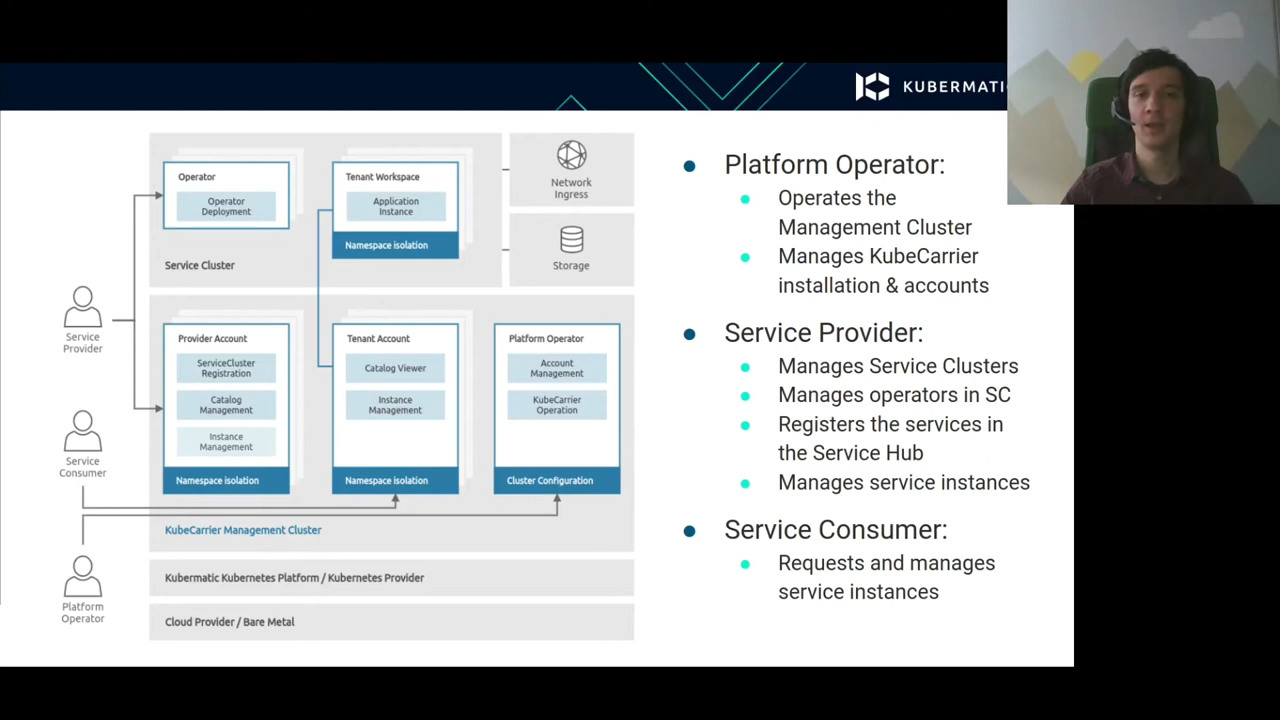 KUBERMATI
Operator
Operator
Deployment
Tenant Workspace
Application
Instance
Namespace isolation
Service Cluster
Network
Ingress
Storage
Service
Provider
Service
Consumer
Platform
Operator
Provider Account
ServiceCluster
Registration
Catalog
Management
Instance
Management
Namespace isolation
Tenant Account
Catalog Viewer
Instance
Management
Namespace isolation
Platform Operator
Account
Management
KubeCarrier
Operation
Cluster Configuration
KubeCarrier Management Cluster
Kubermatic Kubernetes Platform / Kubernetes Provider
Cloud Provider / Bare Metal
Platform Operator:
Operates the
Management Cluster
Manages KubeCarrier
installation & accounts
Service Provider:
Manages Service Clusters
Manages operators in SC
Registers the services in
the Service Hub
Manages service instances
Service Consumer:
Requests and manages
service instances